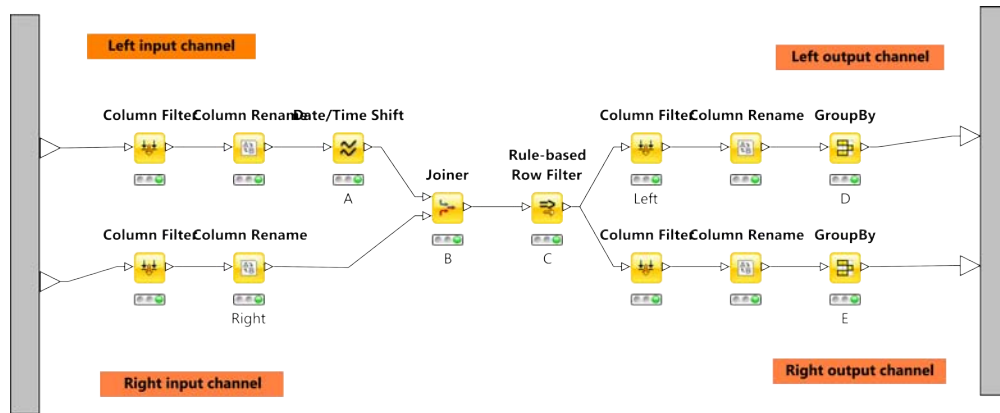 Left input channel
Left output channel
Column Filter
Column Rename
Date/Time Shift
A
Joiner
B
Rule-based
Row Filter
C
Column Filter
Left
Column Rename
GroupBy
D
Column Filter
Column Rename
Right
Column Filter
Column Rename
GroupBy
E
Right input channel
Right output channel